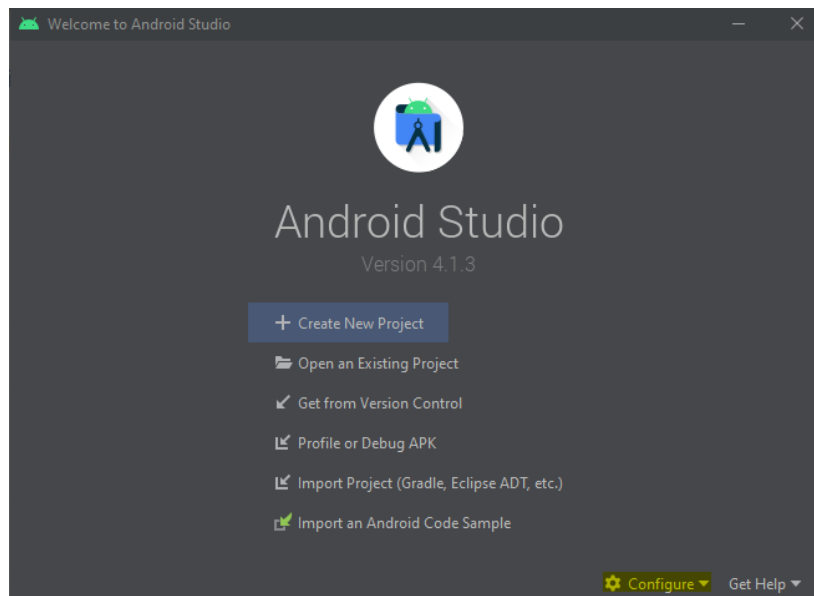 Welcome to Android Studio
Android Studio
Version 4.1.3
Create New Project
Open an Existing Project
Get from Version Control
Profile or Debug APK
Import Project (Gradle, Eclipse ADT, etc.)
Import an Android Code Sample
Configure Get Help